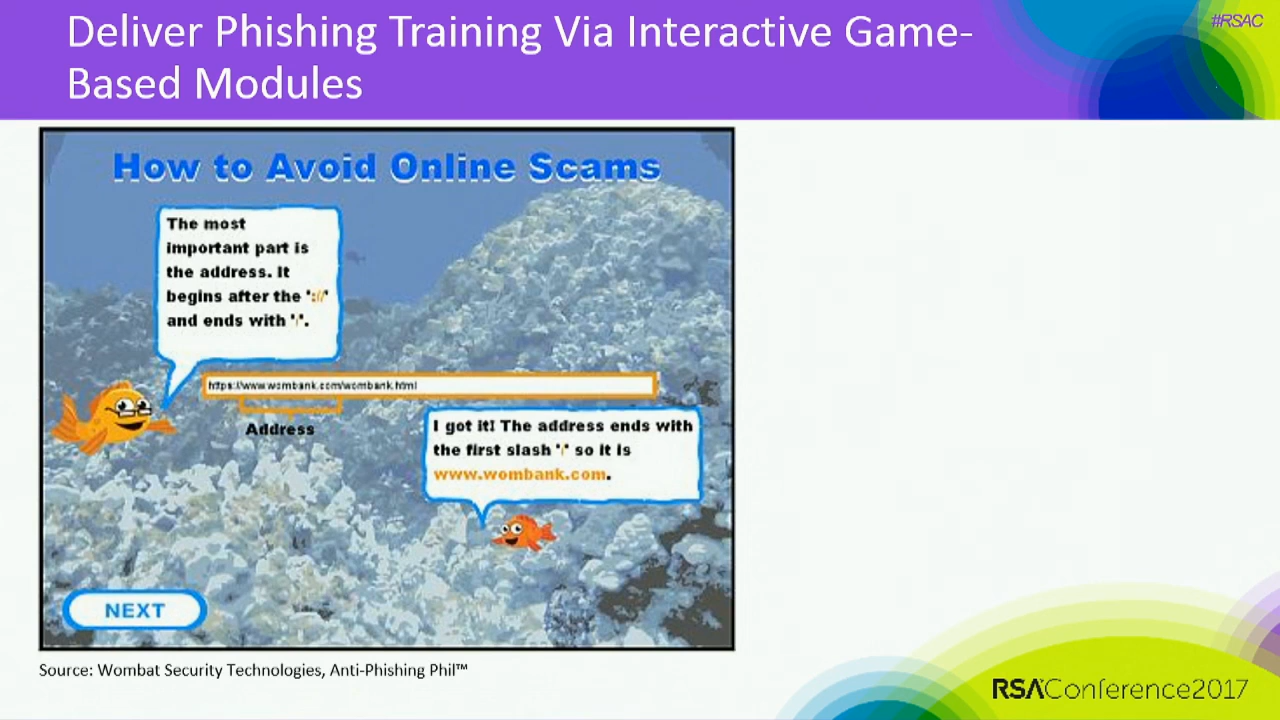 #RSAC
Deliver Phishing Training Via Interactive Game-
Based Modules
How to Avoid Online Scams
The most
important part is
the address. It
begins after the '://'
and ends with '/'.
https://www.wombank.com/wombank.html
Address
I got it! The address ends with
the first slash '/' so it is
www.wombank.com.
NEXT
Source: Wombat Security Technologies, Anti-Phishing Phil™
RSAConference2017